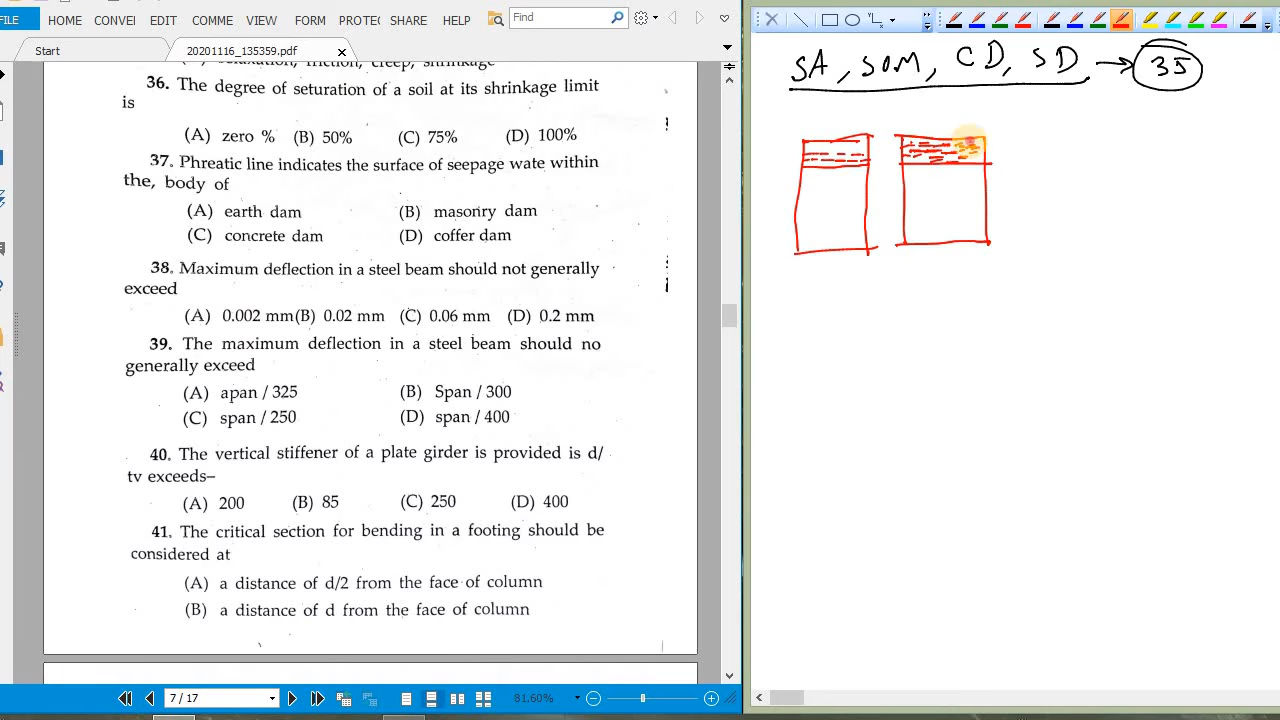 FILE HOME CONVEI EDIT COMME VIEW FORM PROTEC SHARE HELP Find
Start 20201116_135359.pdf
relaxation, friction, creep, shrinkage
36. The degree of seturation of a soil at its shrinkage limit
is
(A) zero % (B) 50% (C) 75% (D) 100%
37. Phreatic line indicates the surface of seepage wate within
the, body of
(A) earth dam (B) masonry dam
(C) concrete dam (D) coffer dam
38. Maximum deflection in a steel beam should not generally
exceed
(A) 0.002 mm (B) 0.02 mm (C) 0.06 mm (D) 0.2 mm
39. The maximum deflection in a steel beam should no
generally exceed
(A) apan / 325 (B) Span / 300
(C) span / 250 (D) span / 400
40. The vertical stiffener of a plate girder is provided is d/
tv exceeds–
(A) 200 (B) 85 (C) 250 (D) 400
41. The critical section for bending in a footing should be
considered at
(A) a distance of d/2 from the face of column
(B) a distance of d from the face of column
7 / 17 81.60%
SA, SOM, CD, SD → 35